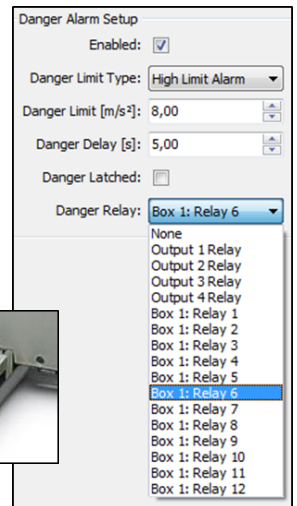 Danger Alarm Setup
Enabled:
Danger Limit Type: High Limit Alarm
Danger Limit [m/s²]: 8,00
Danger Delay [s]: 5,00
Danger Latched:
Danger Relay: Box 1: Relay 6
None
Output 1 Relay
Output 2 Relay
Output 3 Relay
Output 4 Relay
Box 1: Relay 1
Box 1: Relay 2
Box 1: Relay 3
Box 1: Relay 4
Box 1: Relay 5
Box 1: Relay 6
Box 1: Relay 7
Box 1: Relay 8
Box 1: Relay 9
Box 1: Relay 10
Box 1: Relay 11
Box 1: Relay 12